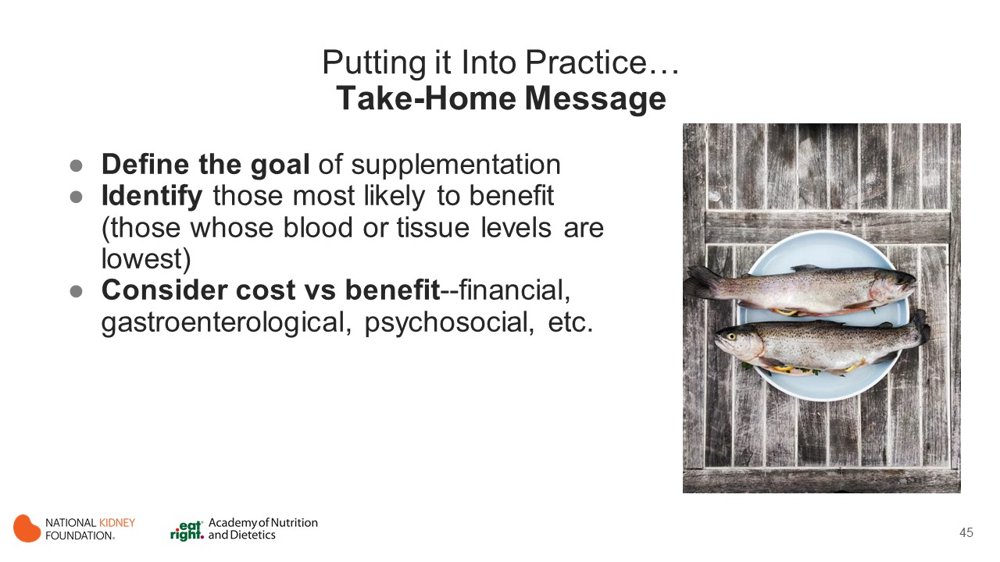 Putting it Into Practice…
Take-Home Message
● Define the goal of supplementation
● Identify those most likely to benefit
(those whose blood or tissue levels are
lowest)
● Consider cost vs benefit--financial,
gastroenterological, psychosocial, etc.
NATIONAL KIDNEY
FOUNDATION®
eat
right.
Academy of Nutrition
and Dietetics
45